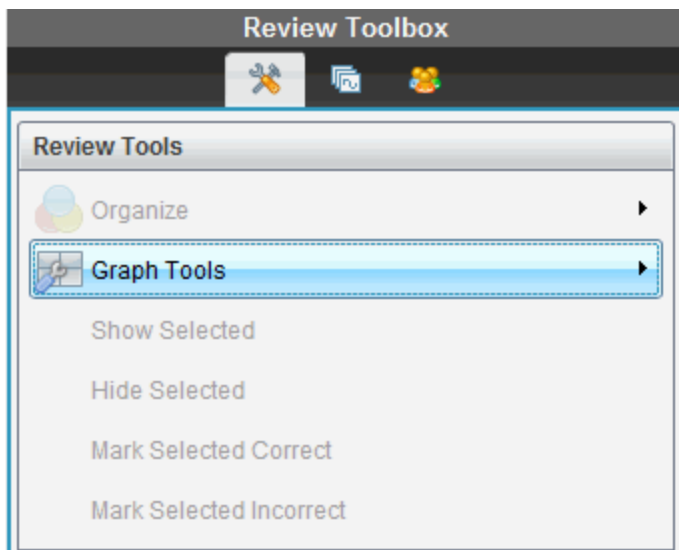 Review Toolbox
Review Tools
Organize
Graph Tools
Show Selected
Hide Selected
Mark Selected Correct
Mark Selected Incorrect